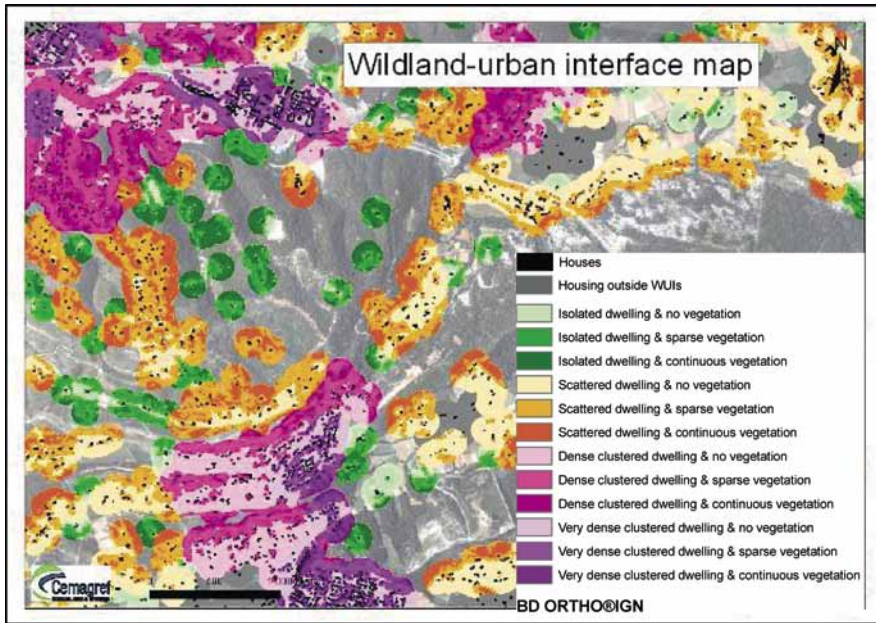 Wildland-urban interface map
N
Houses
Housing outside WUIs
Isolated dwelling & no vegetation
Isolated dwelling & sparse vegetation
Isolated dwelling & continuous vegetation
Scattered dwelling & no vegetation
Scattered dwelling & sparse vegetation
Scattered dwelling & continuous vegetation
Dense clustered dwelling & no vegetation
Dense clustered dwelling & sparse vegetation
Dense clustered dwelling & continuous vegetation
Very dense clustered dwelling & no vegetation
Very dense clustered dwelling & sparse vegetation
Very dense clustered dwelling & continuous vegetation
Cemagref
BD ORTHO®IGN